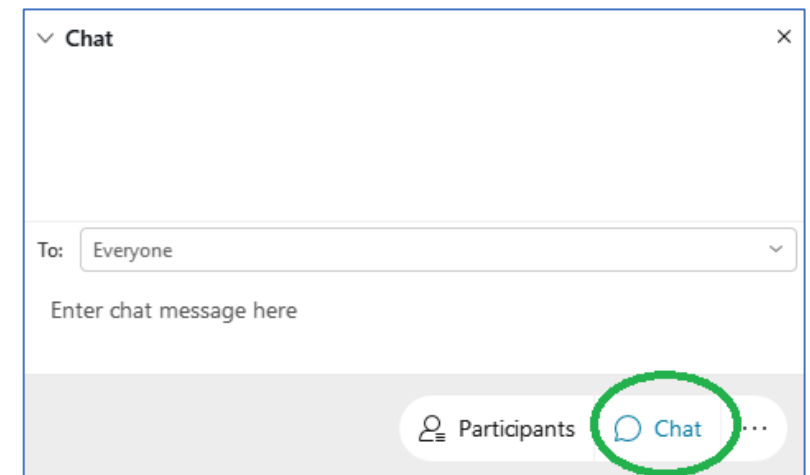 Chat
To: Everyone
Enter chat message here
Participants Chat ...